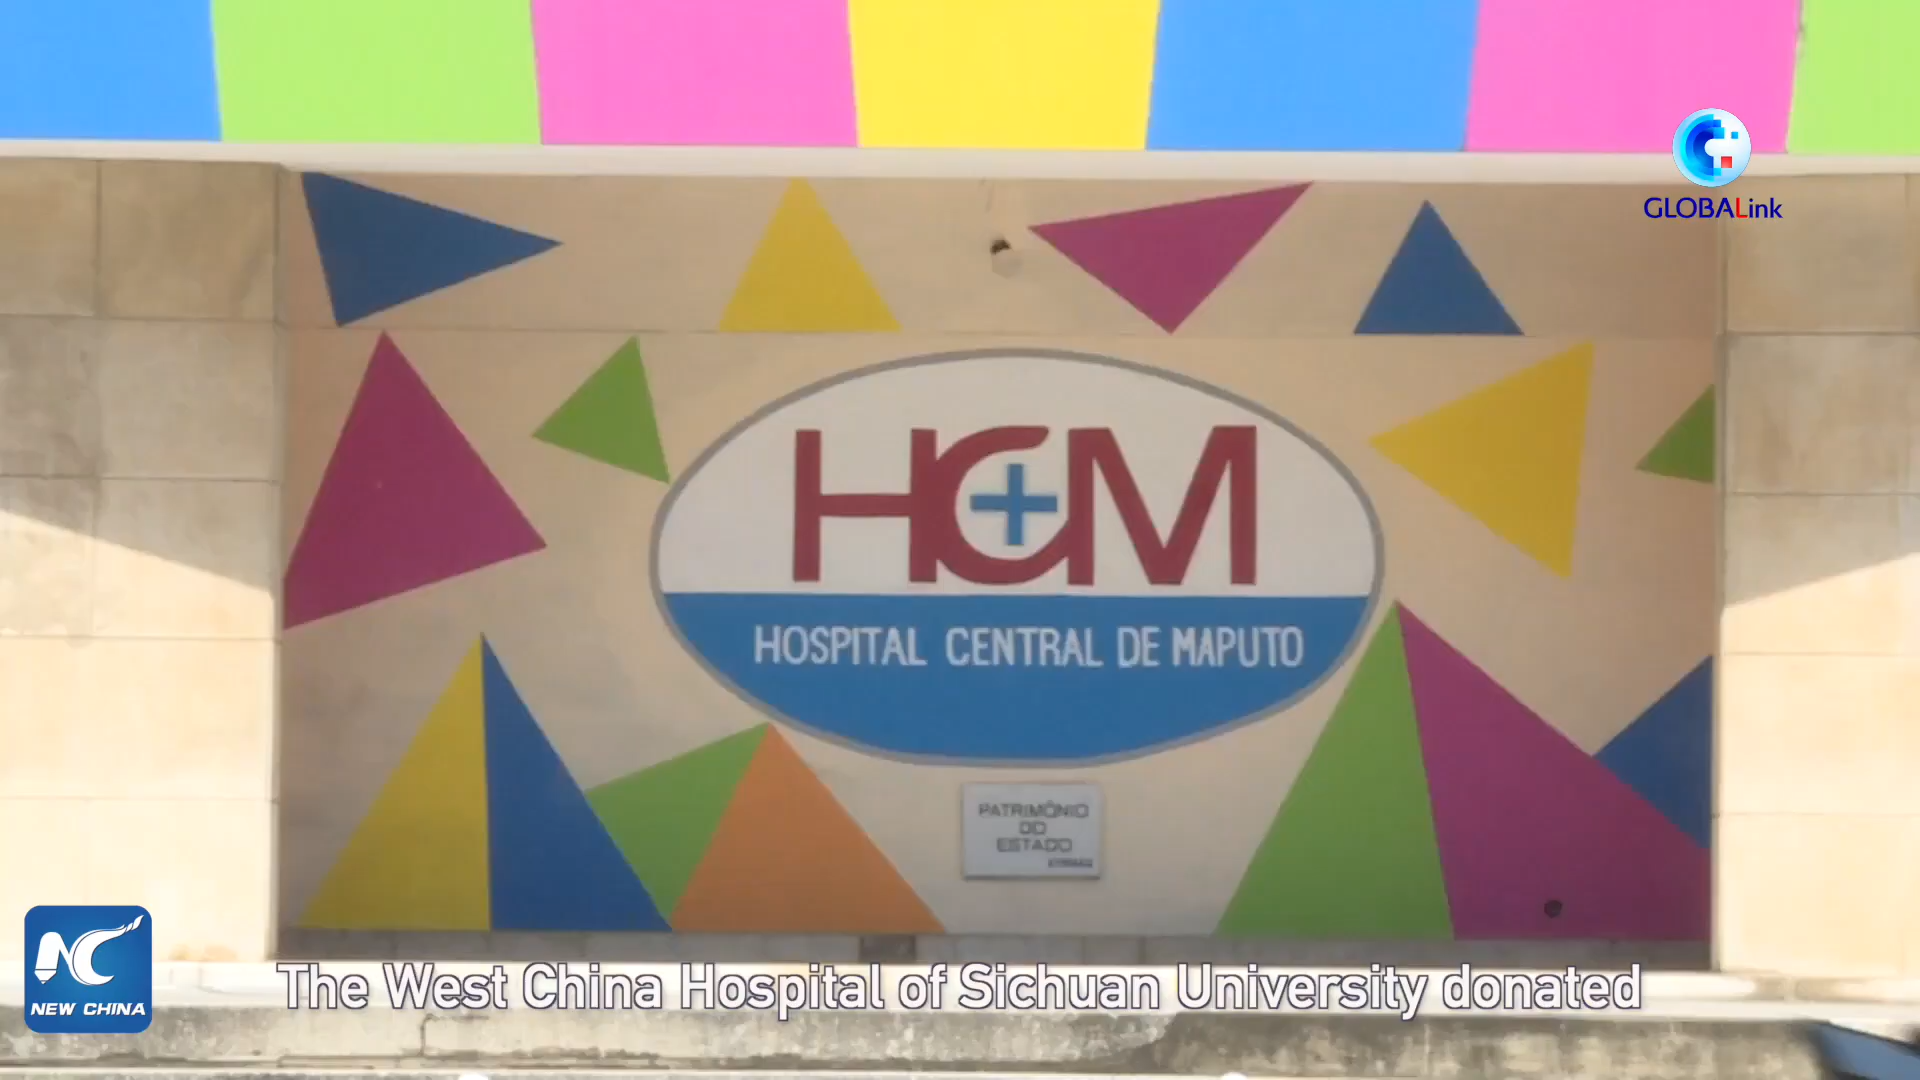 GLOBALink
HCM
HOSPITAL CENTRAL DE MAPUTO
PATRIMÓNIO
DO
ESTADO
NEW CHINA
The West China Hospital of Sichuan University donated